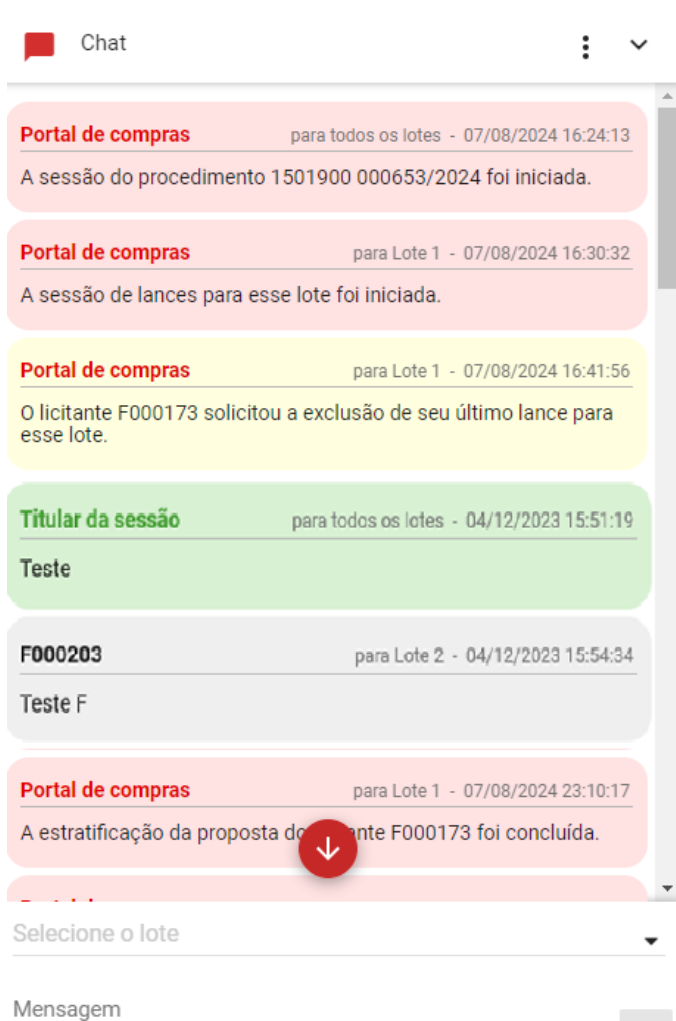 Chat
Portal de compras para todos os lotes - 07/08/2024 16:24:13
A sessão do procedimento 1501900 000653/2024 foi iniciada.
Portal de compras para Lote 1 - 07/08/2024 16:30:32
A sessão de lances para esse lote foi iniciada.
Portal de compras para Lote 1 - 07/08/2024 16:41:56
O licitante F000173 solicitou a exclusão de seu último lance para
esse lote.
Titular da sessão para todos os lotes - 04/12/2023 15:51:19
Teste
F000203 para Lote 2 - 04/12/2023 15:54:34
Teste F
Portal de compras para Lote 1 - 07/08/2024 23:10:17
A estratificação da proposta F000173 foi concluída.
Selecione o lote
Mensagem